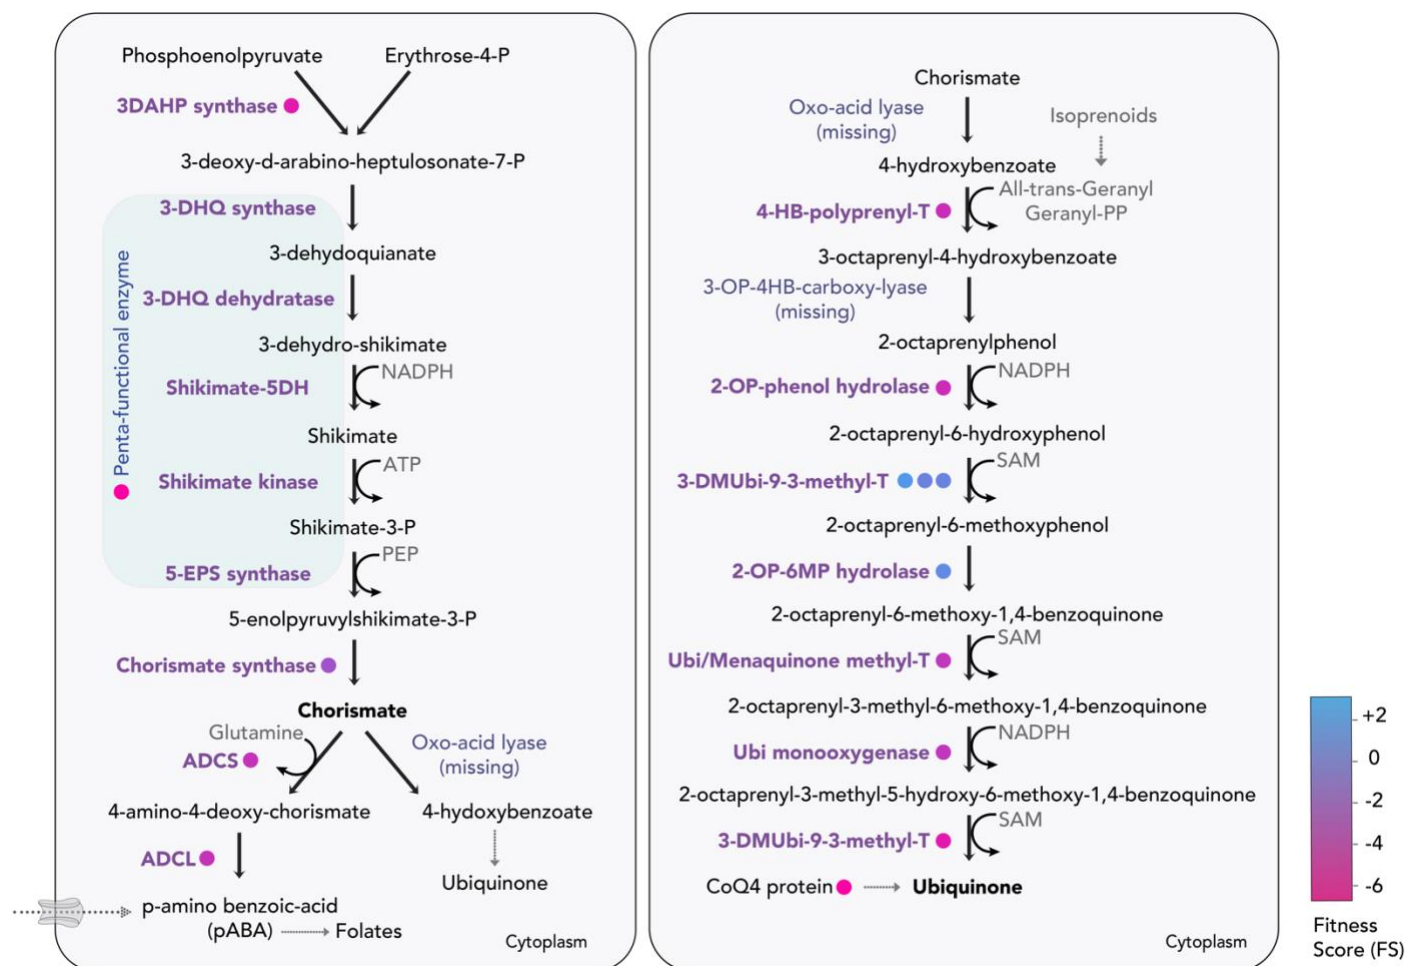 Phosphoenolpyruvate
Erythrose-4-P
3DAHP synthase
3-deoxy-d-arabino-heptulosonate-7-P
3-DHQ synthase
3-dehydoquianate
Penta-functional enzyme
3-DHQ dehydratase
3-dehydro-shikimate
NADPH
Shikimate-5DH
Shikimate
ATP
Shikimate kinase
Shikimate-3-P
PEP
5-EPS synthase
5-enolpyruvylshikimate-3-P
Chorismate synthase
Chorismate
Glutamine
ADCS
Oxo-acid lyase
(missing)
4-amino-4-deoxy-chorismate
4-hydoxybenzoate
ADCL
Ubiquinone
p-amino benzoic-acid
(pABA)
Folates
Cytoplasm
Chorismate
Oxo-acid lyase
(missing)
Isoprenoids
4-hydroxybenzoate
All-trans-Geranyl
Geranyl-PP
4-HB-polyprenyl-T
3-octaprenyl-4-hydroxybenzoate
3-OP-4HB-carboxy-lyase
(missing)
2-octaprenylphenol
NADPH
2-OP-phenol hydrolase
2-octaprenyl-6-hydroxyphenol
SAM
3-DMUbi-9-3-methyl-T
2-octaprenyl-6-methoxyphenol
2-OP-6MP hydrolase
2-octaprenyl-6-methoxy-1,4-benzoquinone
SAM
Ubi/Menaquinone methyl-T
2-octaprenyl-3-methyl-6-methoxy-1,4-benzoquinone
NADPH
Ubi monooxygenase
2-octaprenyl-3-methyl-5-hydroxy-6-methoxy-1,4-benzoquinone
SAM
3-DMUbi-9-3-methyl-T
CoQ4 protein
Ubiquinone
Cytoplasm
+2
0
-2
-4
-6
Fitness
Score (FS)